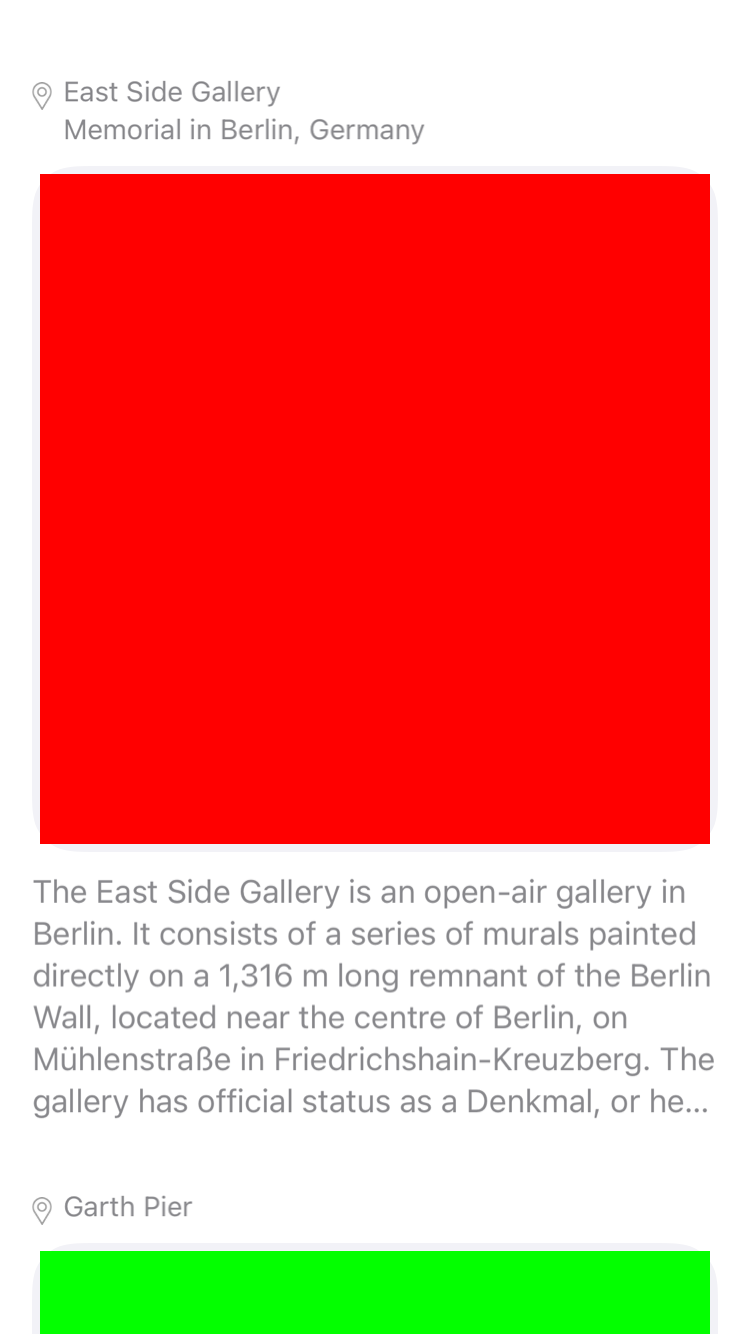 East Side Gallery
Memorial in Berlin, Germany
The East Side Gallery is an open-air gallery in
Berlin. It consists of a series of murals painted
directly on a 1,316 m long remnant of the Berlin
Wall, located near the centre of Berlin, on
Mühlenstraße in Friedrichshain-Kreuzberg. The
gallery has official status as a Denkmal, or he...
Garth Pier